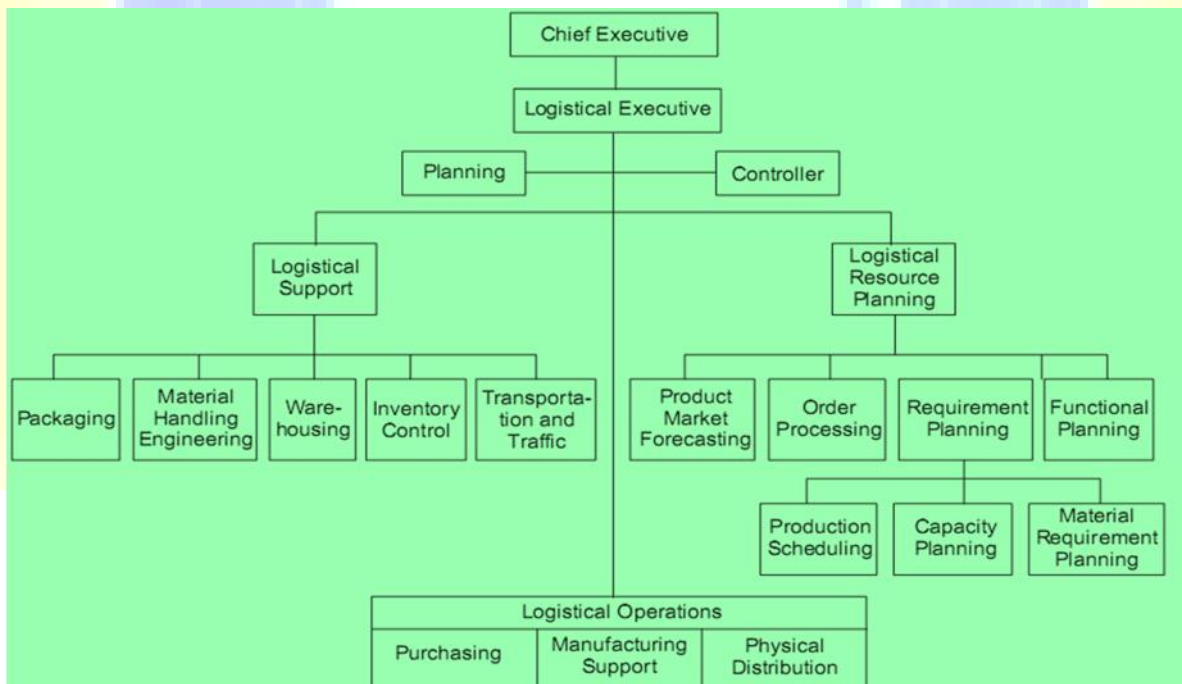 Chief Executive
Logistical Executive
Planning
Controller
Logistical
Support
Logistical
Resource
Planning
Packaging
Material
Handling
Engineering
Ware-
housing
Inventory
Control
Transporta-
tion and
Traffic
Product
Market
Forecasting
Order
Processing
Requirement
Planning
Functional
Planning
Production
Scheduling
Capacity
Planning
Material
Requirement
Planning
Logistical Operations
Purchasing
Manufacturing
Support
Physical
Distribution